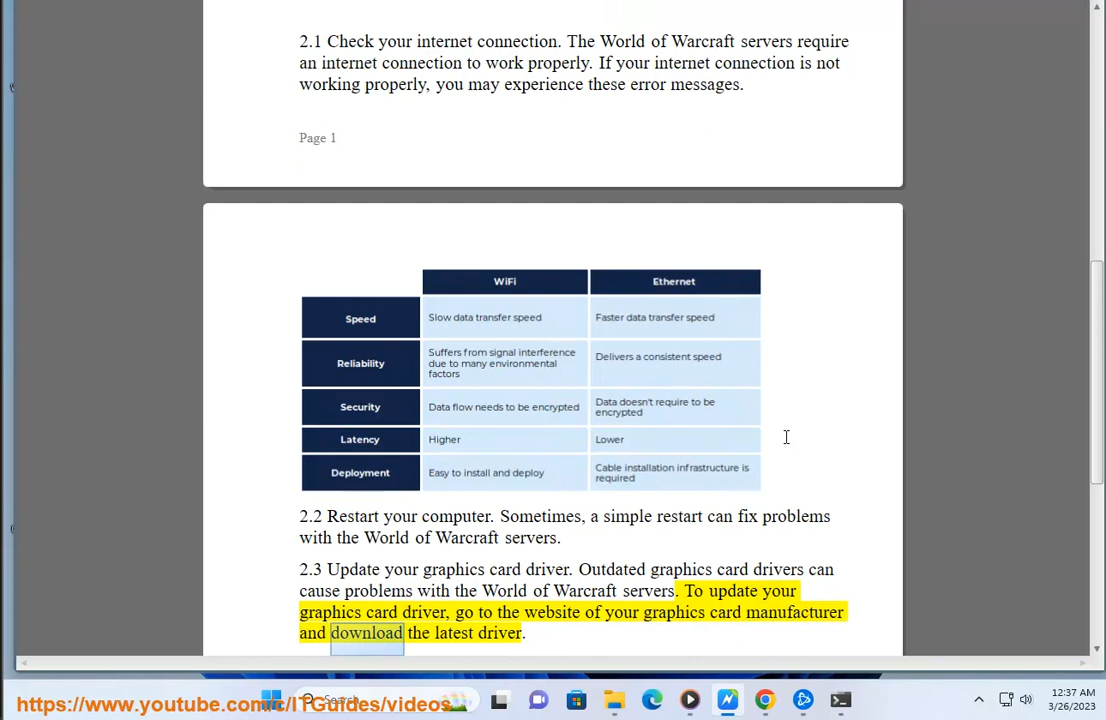 2.1 Check your internet connection. The World of Warcraft servers require
an internet connection to work properly. If your internet connection is not
working properly, you may experience these error messages.
Page 1
WiFi Ethernet
Speed Slow data transfer speed Faster data transfer speed
Reliability Suffers from signal interference
due to many environmental
factors Delivers a consistent speed
Security Data flow needs to be encrypted Data doesn't require to be
encrypted
Latency Higher Lower
Deployment Easy to install and deploy Cable installation infrastructure is
required
2.2 Restart your computer. Sometimes, a simple restart can fix problems
with the World of Warcraft servers.
2.3 Update your graphics card driver. Outdated graphics card drivers can
cause problems with the World of Warcraft servers. To update your
graphics card driver, go to the website of your graphics card manufacturer
and download the latest driver.
https://www.youtube.com/c/ITGuides/videos
Search
12:37 AM
3/26/2023